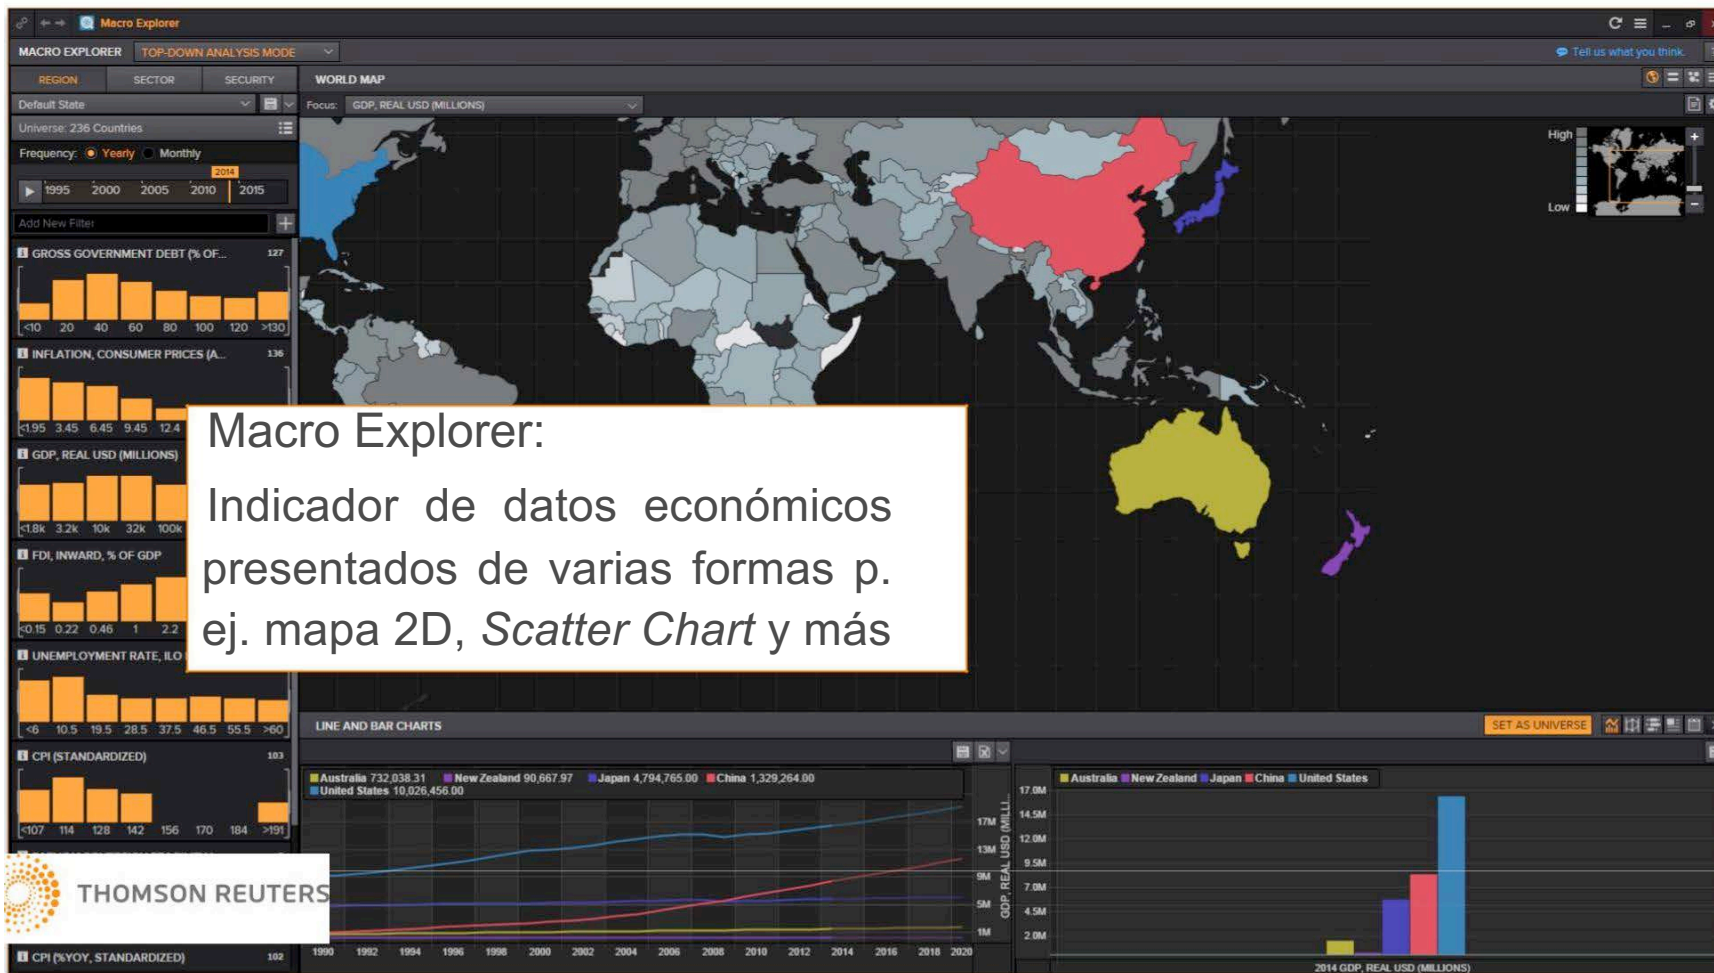 Macro Explorer
MACRO EXPLORER TOP-DOWN ANALYSIS MODE
Tell us what you think.
REGION SECTOR SECURITY
WORLD MAP
Default State
Focus: GDP, REAL USD (MILLIONS)
Universe: 236 Countries
Frequency: Yearly Monthly
2014
1995 2000 2005 2010 2015
Add New Filter
High
Low
GROSS GOVERNMENT DEBT (% OF... 127
<10 20 40 60 80 100 120 >130
INFLATION, CONSUMER PRICES (A... 136
<1.95 3.45 6.45 9.45 12.4
GDP, REAL USD (MILLIONS)
<1.8k 3.2k 10k 32k 100k
FDI, INWARD, % OF GDP
<0.15 0.22 0.46 1 2.2
UNEMPLOYMENT RATE, ILO
<6 10.5 19.5 28.5 37.5 46.5 55.5 >60
CPI (STANDARDIZED) 103
<107 114 128 142 156 170 184 >191
THOMSON REUTERS
CPI (%YOY, STANDARDIZED) 102
Macro Explorer:
Indicador de datos económicos
presentados de varias formas p.
ej. mapa 2D, Scatter Chart y más
LINE AND BAR CHARTS
SET AS UNIVERSE
Australia 732,038.31 New Zealand 90,667.97 Japan 4,794,765.00 China 1,329,264.00
United States 10,026,456.00
17M
13M
9M
5M
1M
GDP, REAL USD (MILLI...
1990 1992 1994 1996 1998 2000 2002 2004 2006 2008 2010 2012 2014 2016 2018 2020
Australia New Zealand Japan China United States
17.0M
14.5M
12.0M
9.5M
7.0M
4.5M
2.0M
2014 GDP, REAL USD (MILLIONS)